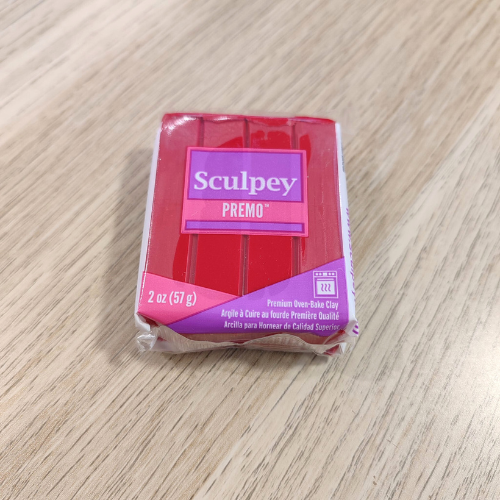 Sculpey
PREMO™
2 oz (57 g)
Premium Oven-Bake Clay
Argile à Cuire au fourde Première Qualité
Arcilla para Hornear de Calidad Superior